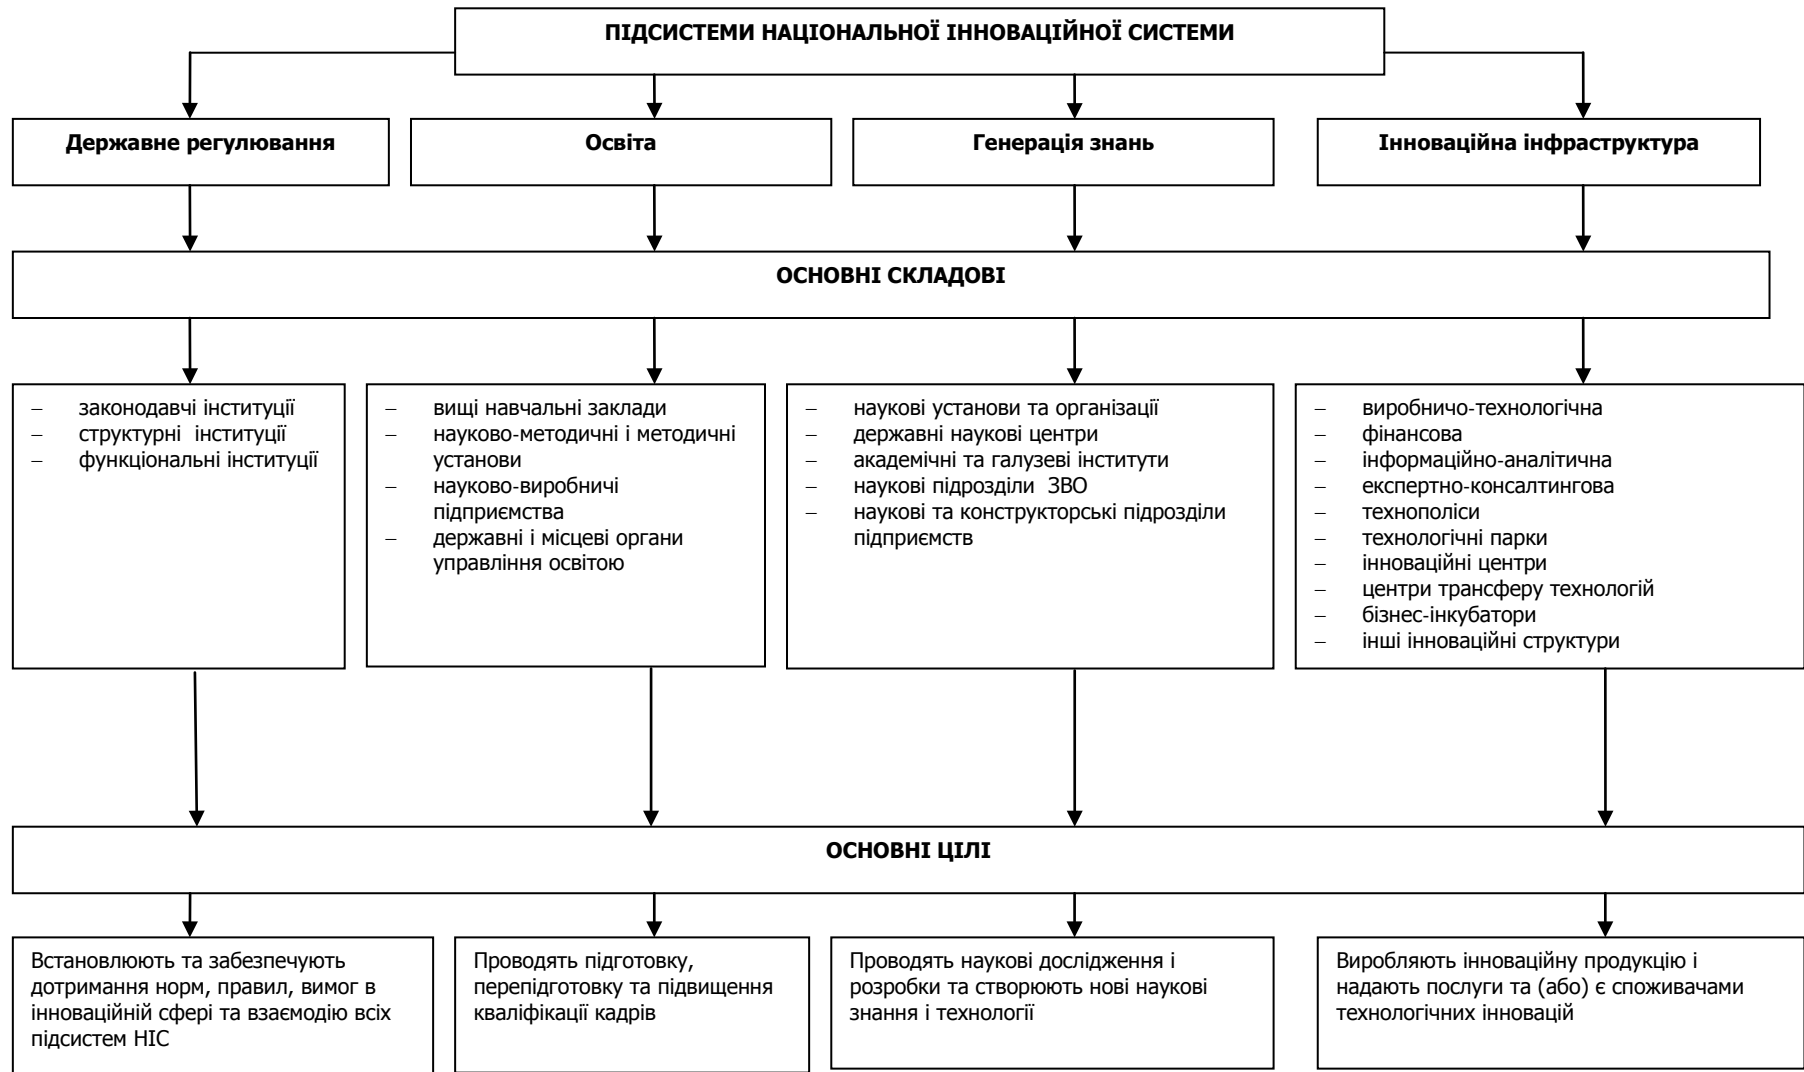 ПІДСИСТЕМИ НАЦІОНАЛЬНОЇ ІННОВАЦІЙНОЇ СИСТЕМИ
Державне регулювання
Освіта
Генерація знань
Інноваційна інфраструктура
ОСНОВНІ СКЛАДОВІ
– законодавчі інституції
– структурні  інституції
– функціональні інституції
– вищі навчальні заклади
– науково-методичні і методичні
установи
– науково-виробничі
підприємства
– державні і місцеві органи
управління освітою
– наукові установи та організації
– державні наукові центри
– академічні та галузеві інститути
– наукові підрозділи  ЗВО
– наукові та конструкторські підрозділи
підприємств
– виробничо-технологічна
– фінансова
– інформаційно-аналітична
– експертно-консалтингова
– технополіси
– технологічні парки
– інноваційні центри
– центри трансферу технологій
– бізнес-інкубатори
– інші інноваційні структури
ОСНОВНІ ЦІЛІ
Встановлюють та забезпечують
дотримання норм, правил, вимог в
інноваційній сфері та взаємодію всіх
підсистем НІС
Проводять підготовку,
перепідготовку та підвищення
кваліфікації кадрів
Проводять наукові дослідження і
розробки та створюють нові наукові
знання і технології
Виробляють інноваційну продукцію і
надають послуги та (або) є споживачами
технологічних інновацій